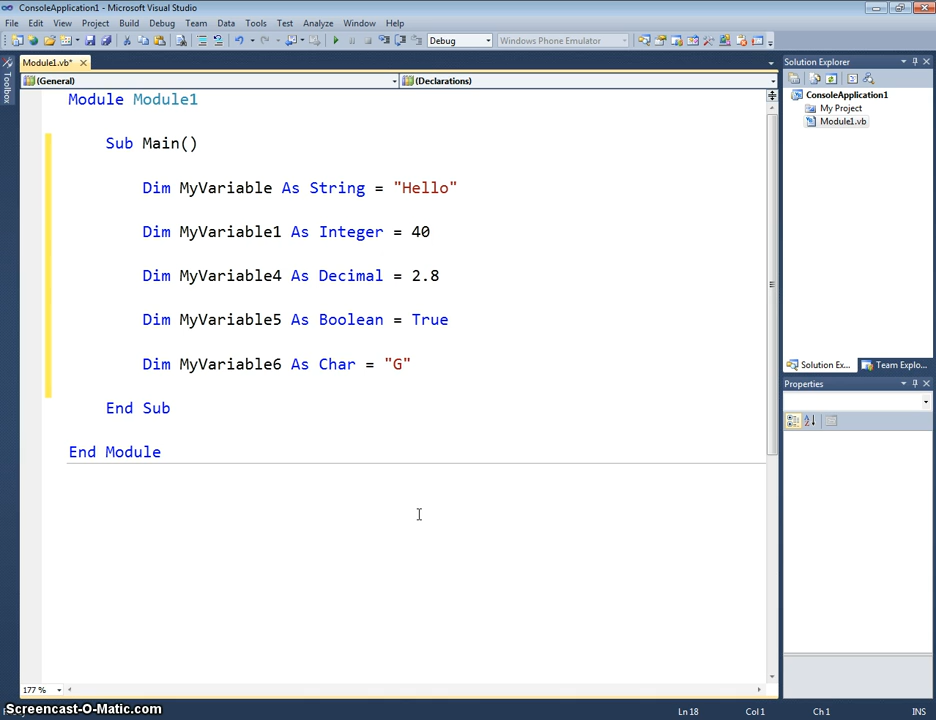 ConsoleApplication1 - Microsoft Visual Studio
File Edit View Project Build Debug Team Data Tools Test Analyze Window Help
Debug Windows Phone Emulator
Toolbox
Module1.vb*
(General) (Declarations)
Module Module1
Sub Main()
Dim MyVariable As String = "Hello"
Dim MyVariable1 As Integer = 40
Dim MyVariable4 As Decimal = 2.8
Dim MyVariable5 As Boolean = True
Dim MyVariable6 As Char = "G"
End Sub
End Module
177 %
Solution Explorer
ConsoleApplication1
My Project
Module1.vb
Solution Ex... Team Explo...
Properties
Screencast-O-Matic.com
Ln 18 Col 1 Ch 1 INS